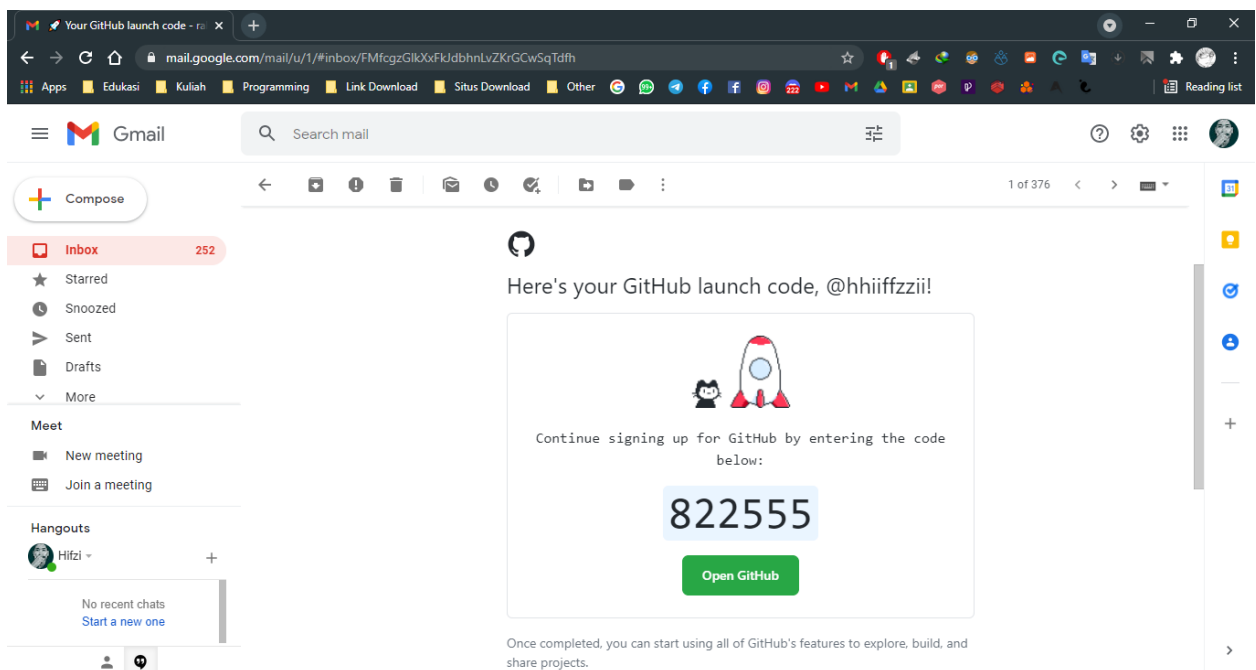 Your GitHub launch code - ra
mail.google.com/mail/u/1/#inbox/FMfcgzGlkXxFkJdbhnLvZKrGCwSqTdfh
Apps Edukasi Kuliah Programming Link Download Situs Download Other Reading list
Gmail
Search mail
Compose
1 of 376
Inbox 252
Starred
Snoozed
Sent
Drafts
More
Meet
New meeting
Join a meeting
Hangouts
Hifzi
No recent chats
Start a new one
Here's your GitHub launch code, @hhiiffzzii!
Continue signing up for GitHub by entering the code
below:
822555
Open GitHub
Once completed, you can start using all of GitHub's features to explore, build, and
share projects.
31